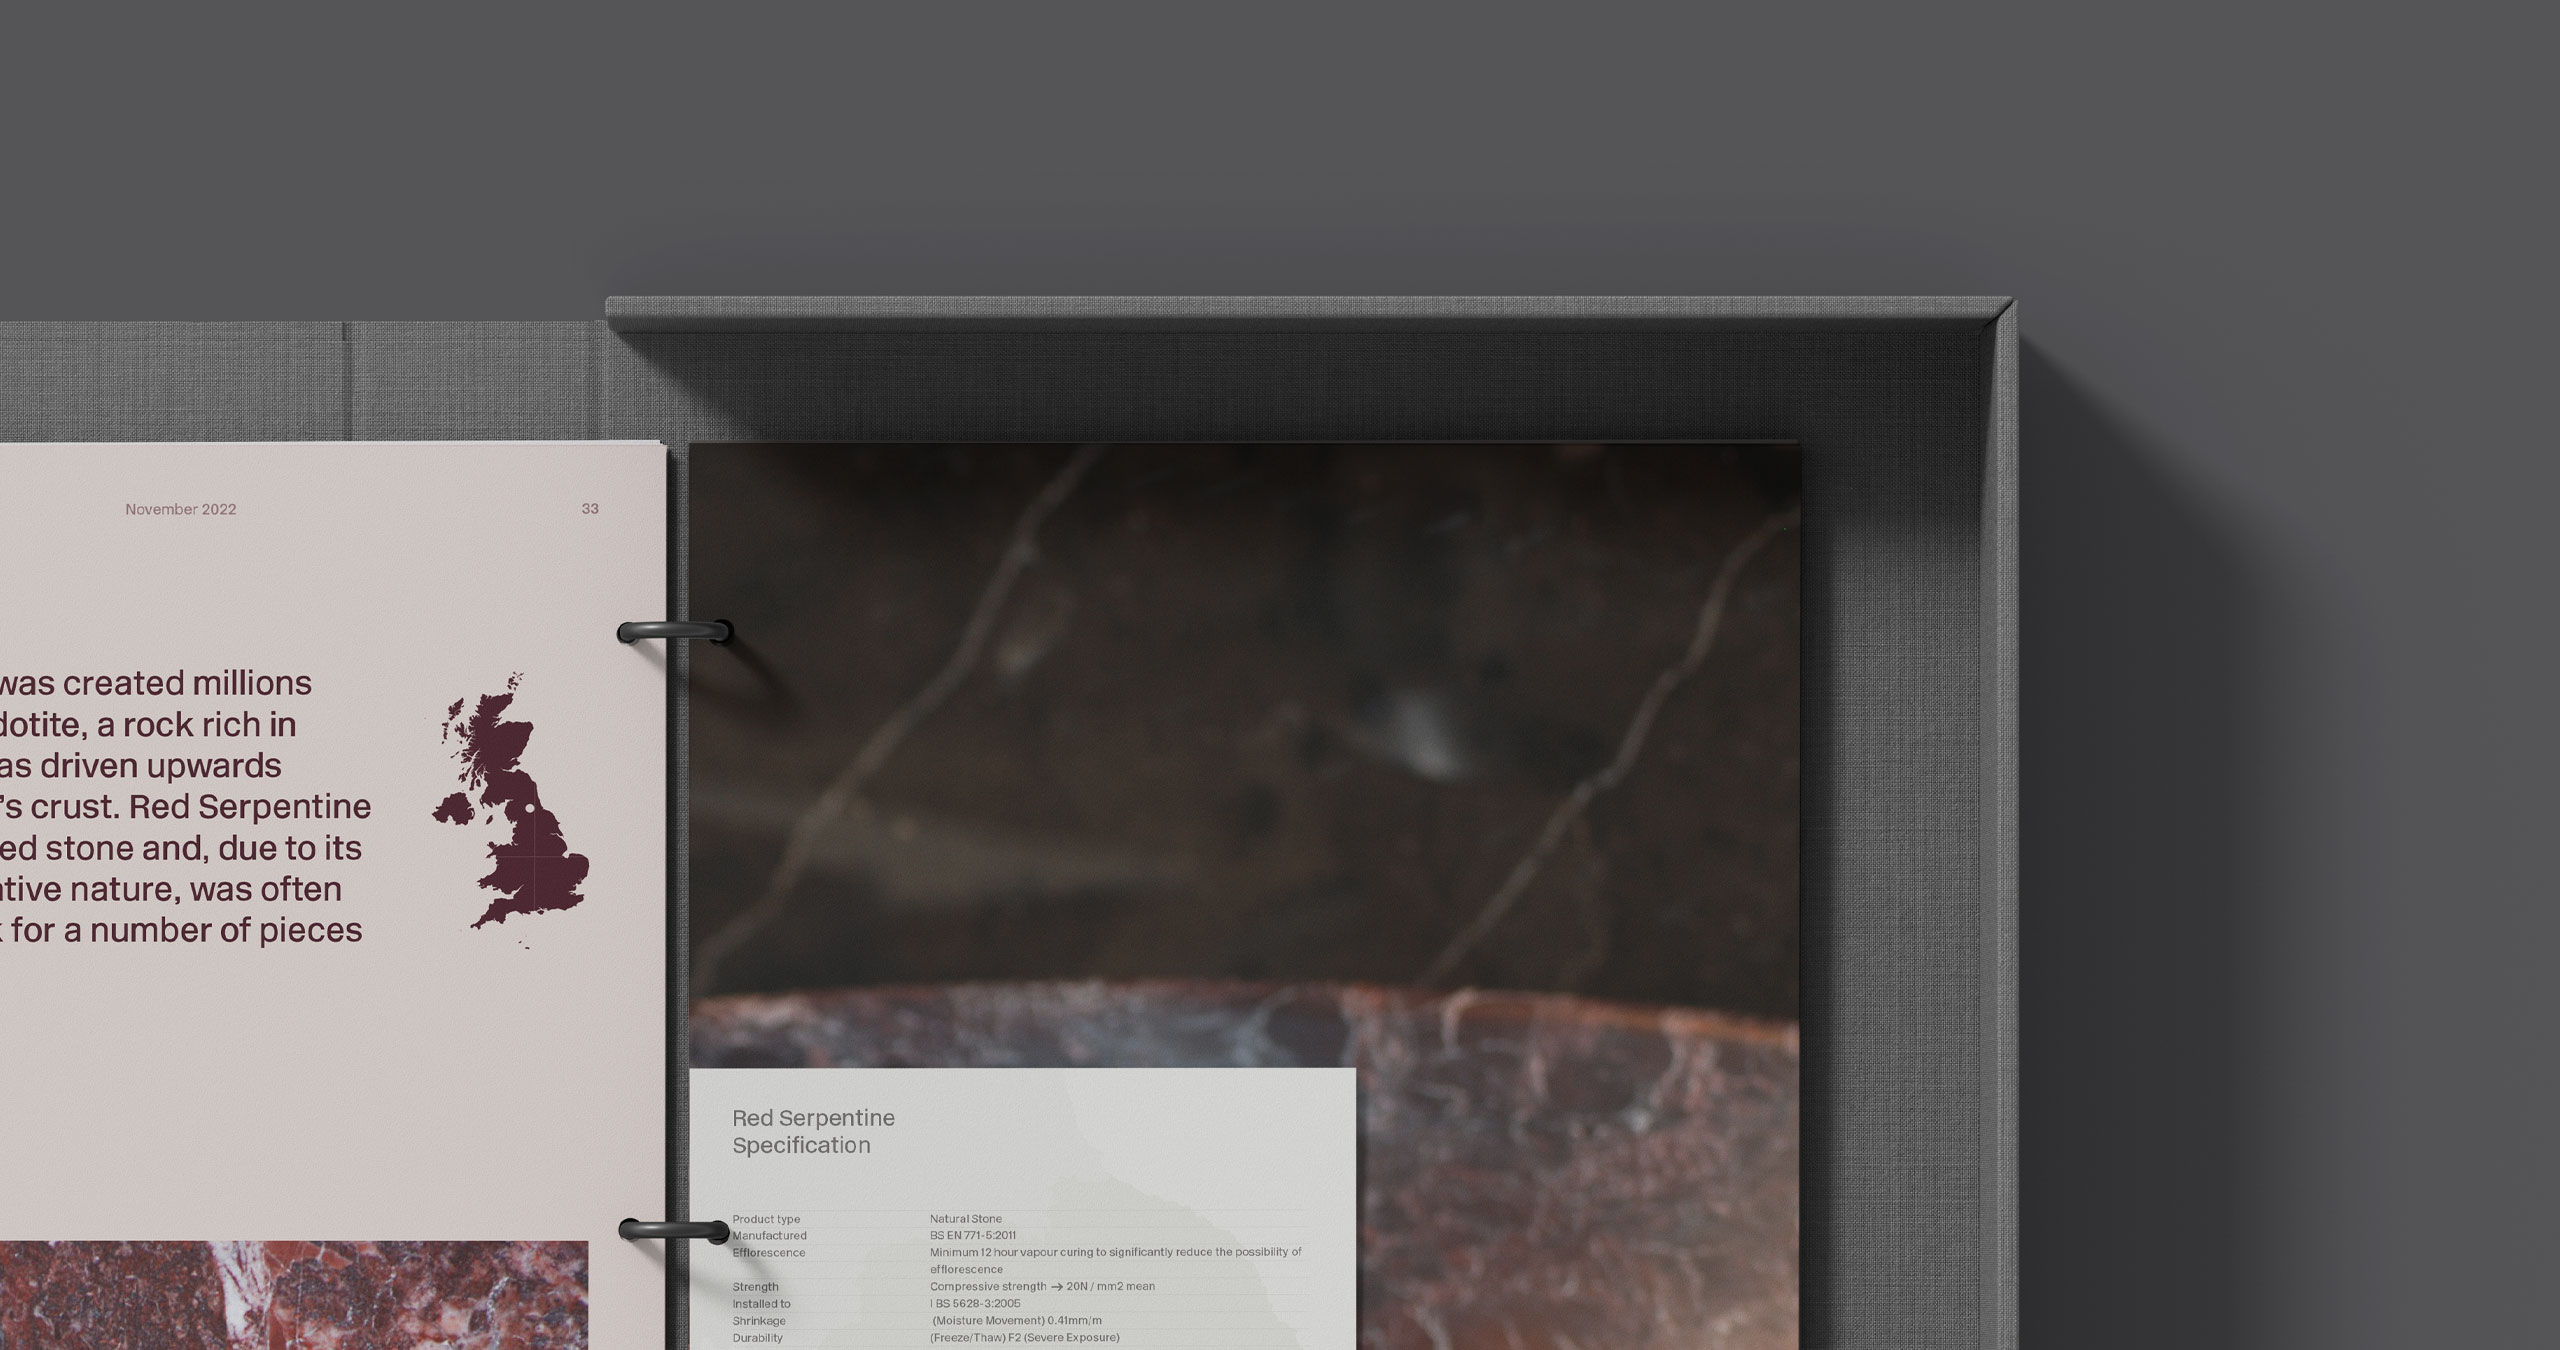 November 2022 33
was created millions
dotite, a rock rich in
as driven upwards
’s crust. Red Serpentine
ed stone and, due to its
ative nature, was often
k for a number of pieces
Red Serpentine
Specification
Product type Natural Stone
Manufactured BS EN 771-5:2011
Efflorescence Minimum 12 hour vapour curing to significantly reduce the possibility of
efflorescence
Strength Compressive strength → 20N / mm2 mean
Installed to I BS 5628-3:2005
Shrinkage (Moisture Movement) 0.41mm/m
Durability (Freeze/Thaw) F2 (Severe Exposure)